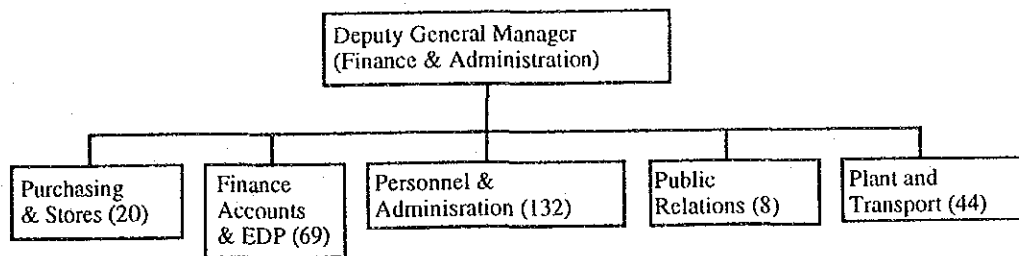 Deputy General Manager
(Finance & Administration)
Purchasing
& Stores (20)
Finance
Accounts
& EDP (69)
Personnel &
Adminisration (132)
Public
Relations (8)
Plant and
Transport (44)